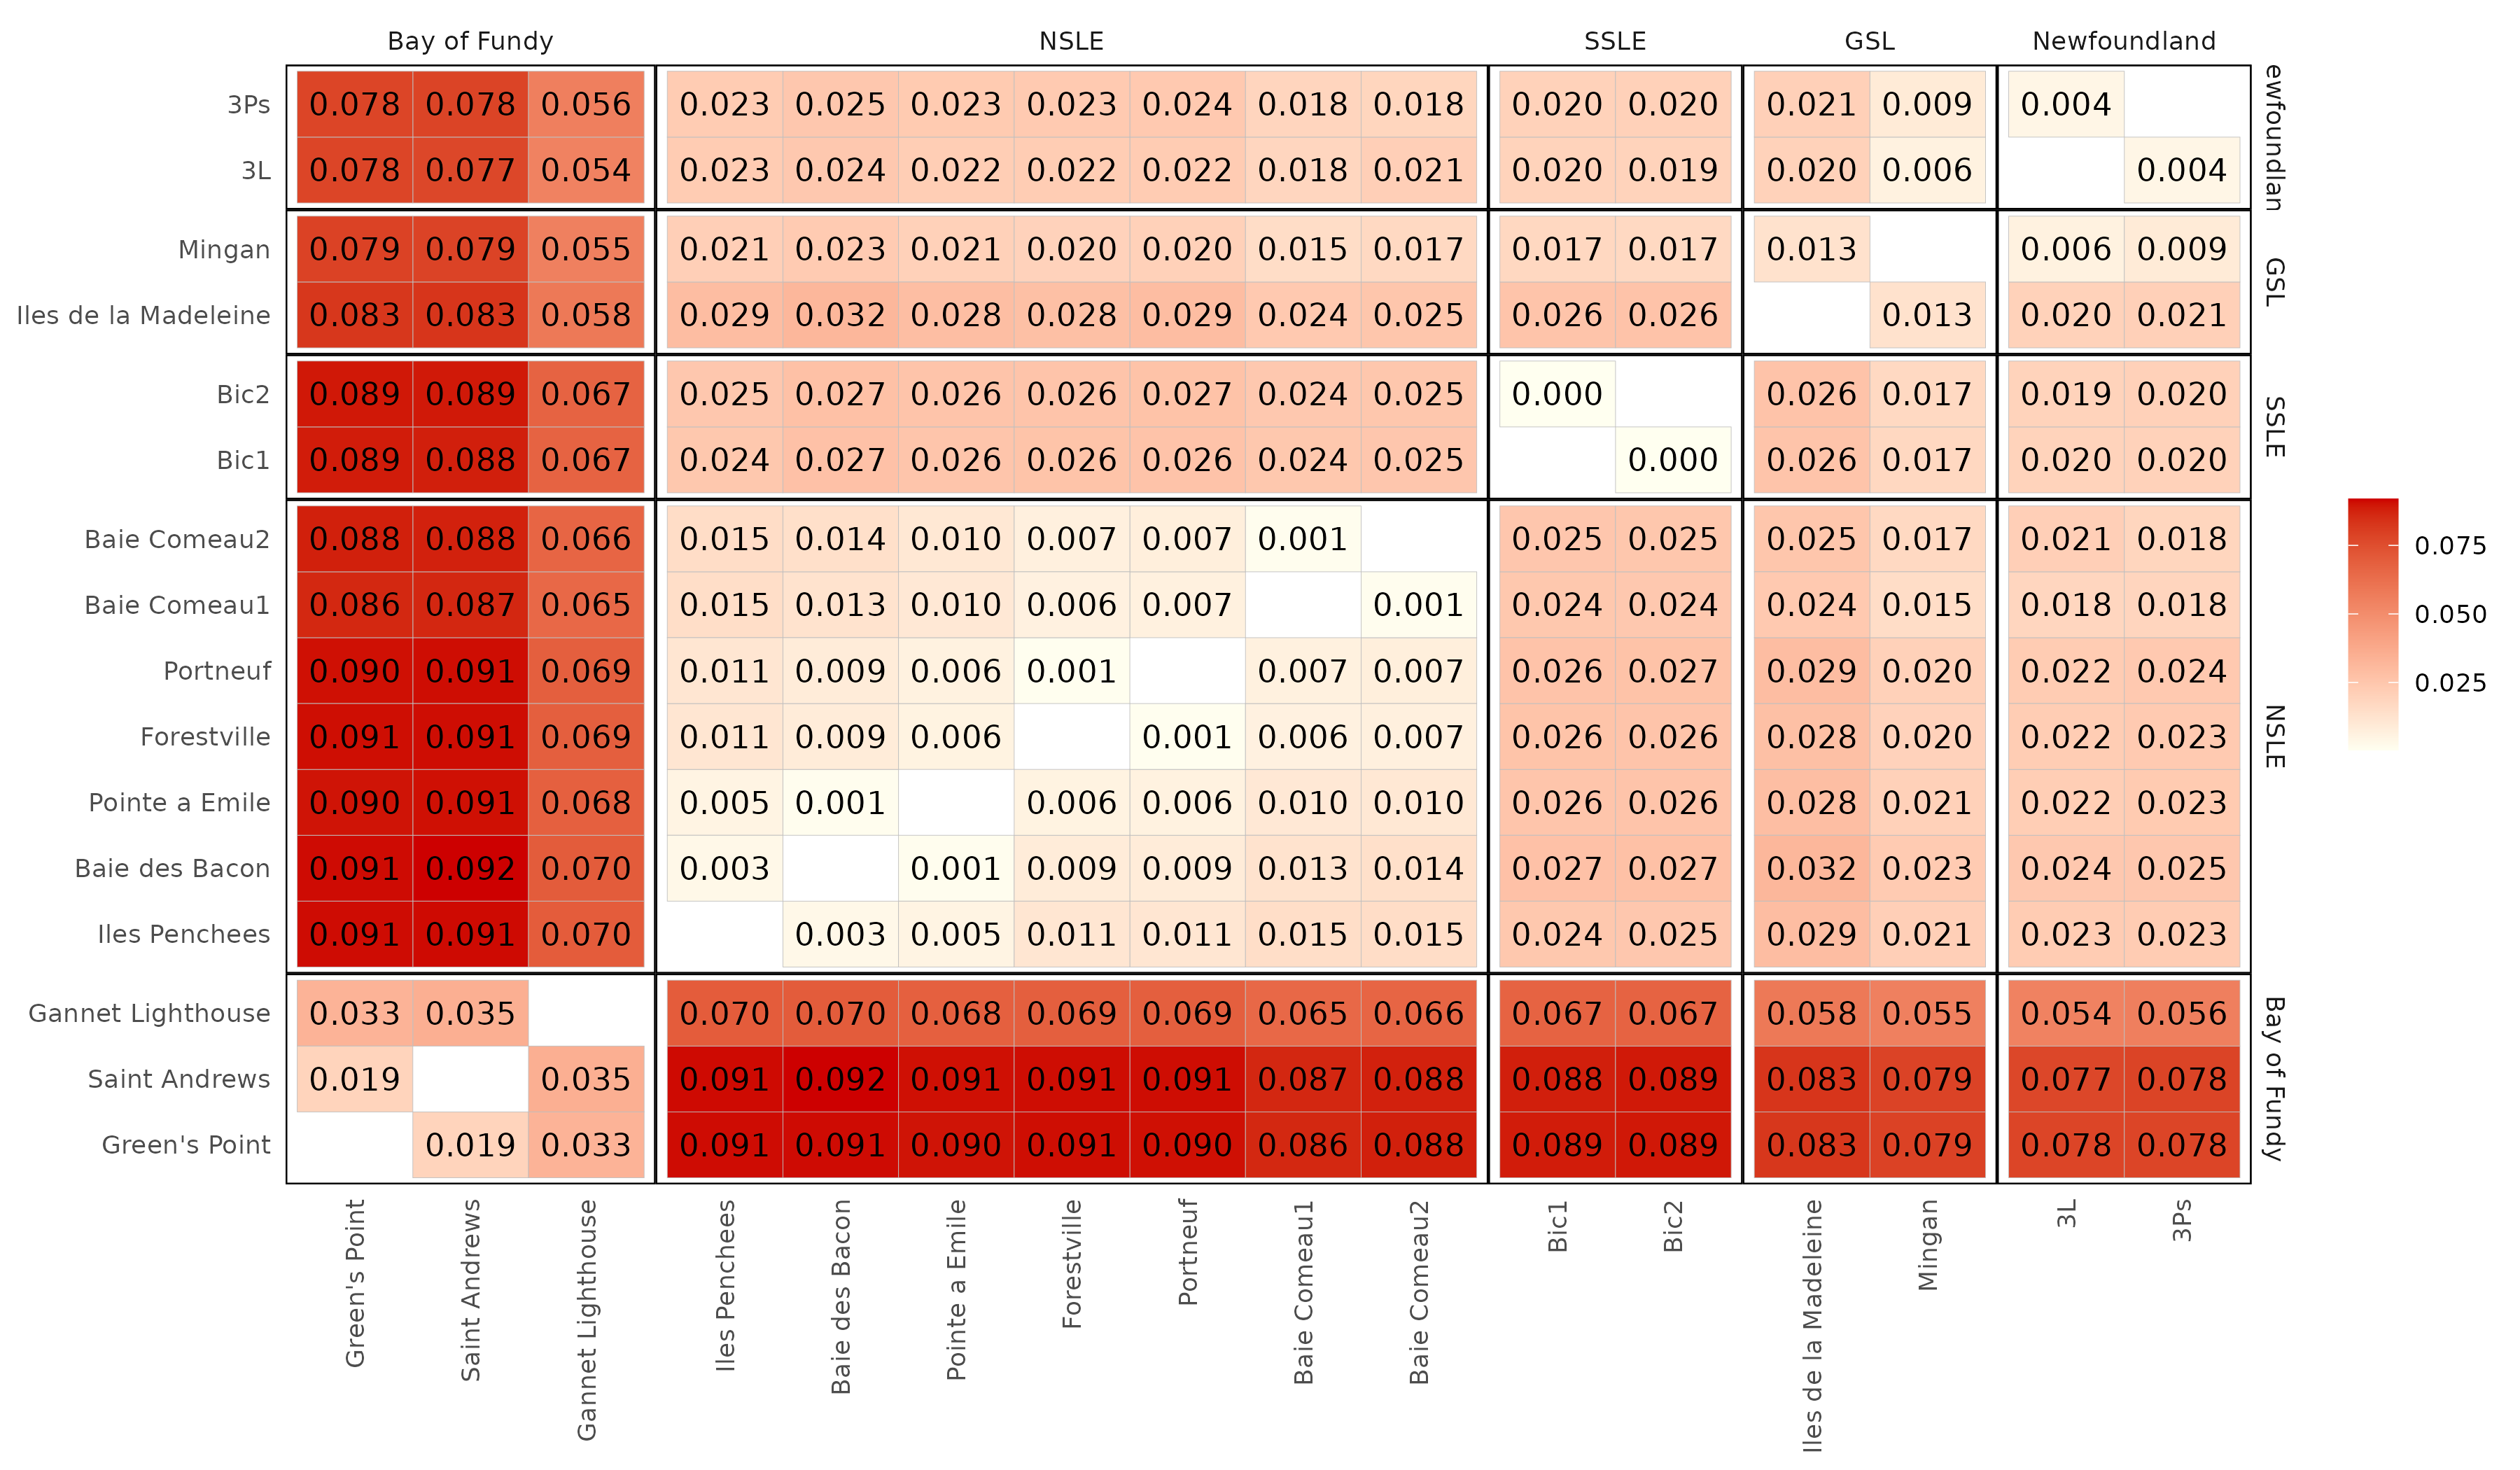 Bay of Fundy NSLE SSLE GSL Newfoundland
3Ps 0.078 0.078 0.056 0.023 0.025 0.023 0.023 0.024 0.018 0.018 0.020 0.020 0.021 0.009 0.004
3L 0.078 0.077 0.054 0.023 0.024 0.022 0.022 0.022 0.018 0.021 0.020 0.019 0.020 0.006 0.004
ewfoundlan
Mingan 0.079 0.079 0.055 0.021 0.023 0.021 0.020 0.020 0.015 0.017 0.017 0.017 0.013 0.006 0.009
Iles de la Madeleine 0.083 0.083 0.058 0.029 0.032 0.028 0.028 0.029 0.024 0.025 0.026 0.026 0.013 0.020 0.021
GSL
Bic2 0.089 0.089 0.067 0.025 0.027 0.026 0.026 0.027 0.024 0.025 0.000 0.026 0.017 0.019 0.020
Bic1 0.089 0.088 0.067 0.024 0.027 0.026 0.026 0.026 0.024 0.025 0.000 0.026 0.017 0.020 0.020
SSLE
Baie Comeau2 0.088 0.088 0.066 0.015 0.014 0.010 0.007 0.007 0.001 0.025 0.025 0.025 0.017 0.021 0.018
Baie Comeau1 0.086 0.087 0.065 0.015 0.013 0.010 0.006 0.007 0.001 0.024 0.024 0.024 0.015 0.018 0.018
Portneuf 0.090 0.091 0.069 0.011 0.009 0.006 0.001 0.007 0.007 0.026 0.027 0.029 0.020 0.022 0.024
Forestville 0.091 0.091 0.069 0.011 0.009 0.006 0.001 0.006 0.007 0.026 0.026 0.028 0.020 0.022 0.023
Pointe a Emile 0.090 0.091 0.068 0.005 0.001 0.006 0.006 0.010 0.010 0.026 0.026 0.028 0.021 0.022 0.023
Baie des Bacon 0.091 0.092 0.070 0.003 0.001 0.009 0.009 0.013 0.014 0.027 0.027 0.032 0.023 0.024 0.025
Iles Penchees 0.091 0.091 0.070 0.003 0.005 0.011 0.011 0.015 0.015 0.024 0.025 0.029 0.021 0.023 0.023
NSLE
Gannet Lighthouse 0.033 0.035 0.070 0.070 0.068 0.069 0.069 0.065 0.066 0.067 0.067 0.058 0.055 0.054 0.056
Saint Andrews 0.019 0.035 0.091 0.092 0.091 0.091 0.091 0.087 0.088 0.088 0.089 0.083 0.079 0.077 0.078
Green's Point 0.019 0.033 0.091 0.091 0.090 0.091 0.090 0.086 0.088 0.089 0.089 0.083 0.079 0.078 0.078
Bay of Fundy
Green's Point
Saint Andrews
Gannet Lighthouse
Iles Penchees
Baie des Bacon
Pointe a Emile
Forestville
Portneuf
Baie Comeau1
Baie Comeau2
Bic1
Bic2
Iles de la Madeleine
Mingan
3L
3Ps
0.075
0.050
0.025